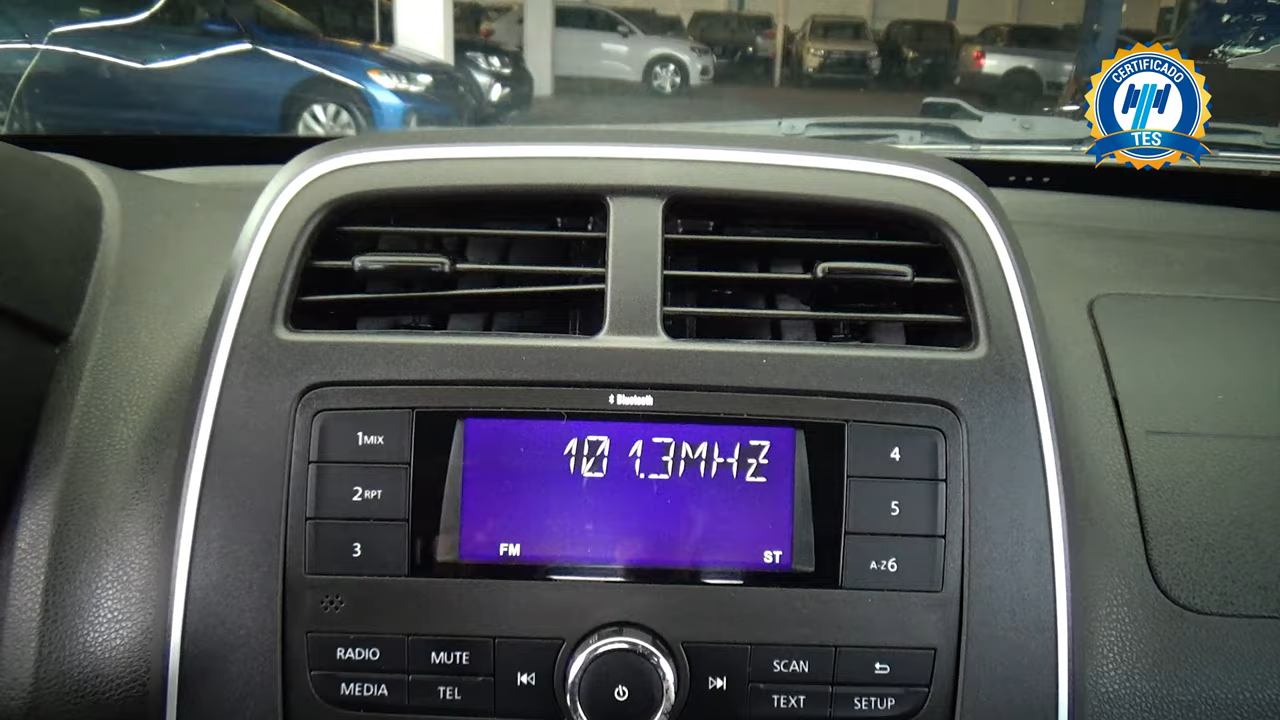 CERTIFICADO
TES
Bluetooth
1MIX
2RPT
3
101.3MHz
FM
ST
4
5
A-Z6
RADIO
MUTE
MEDIA
TEL
SCAN
TEXT
SETUP